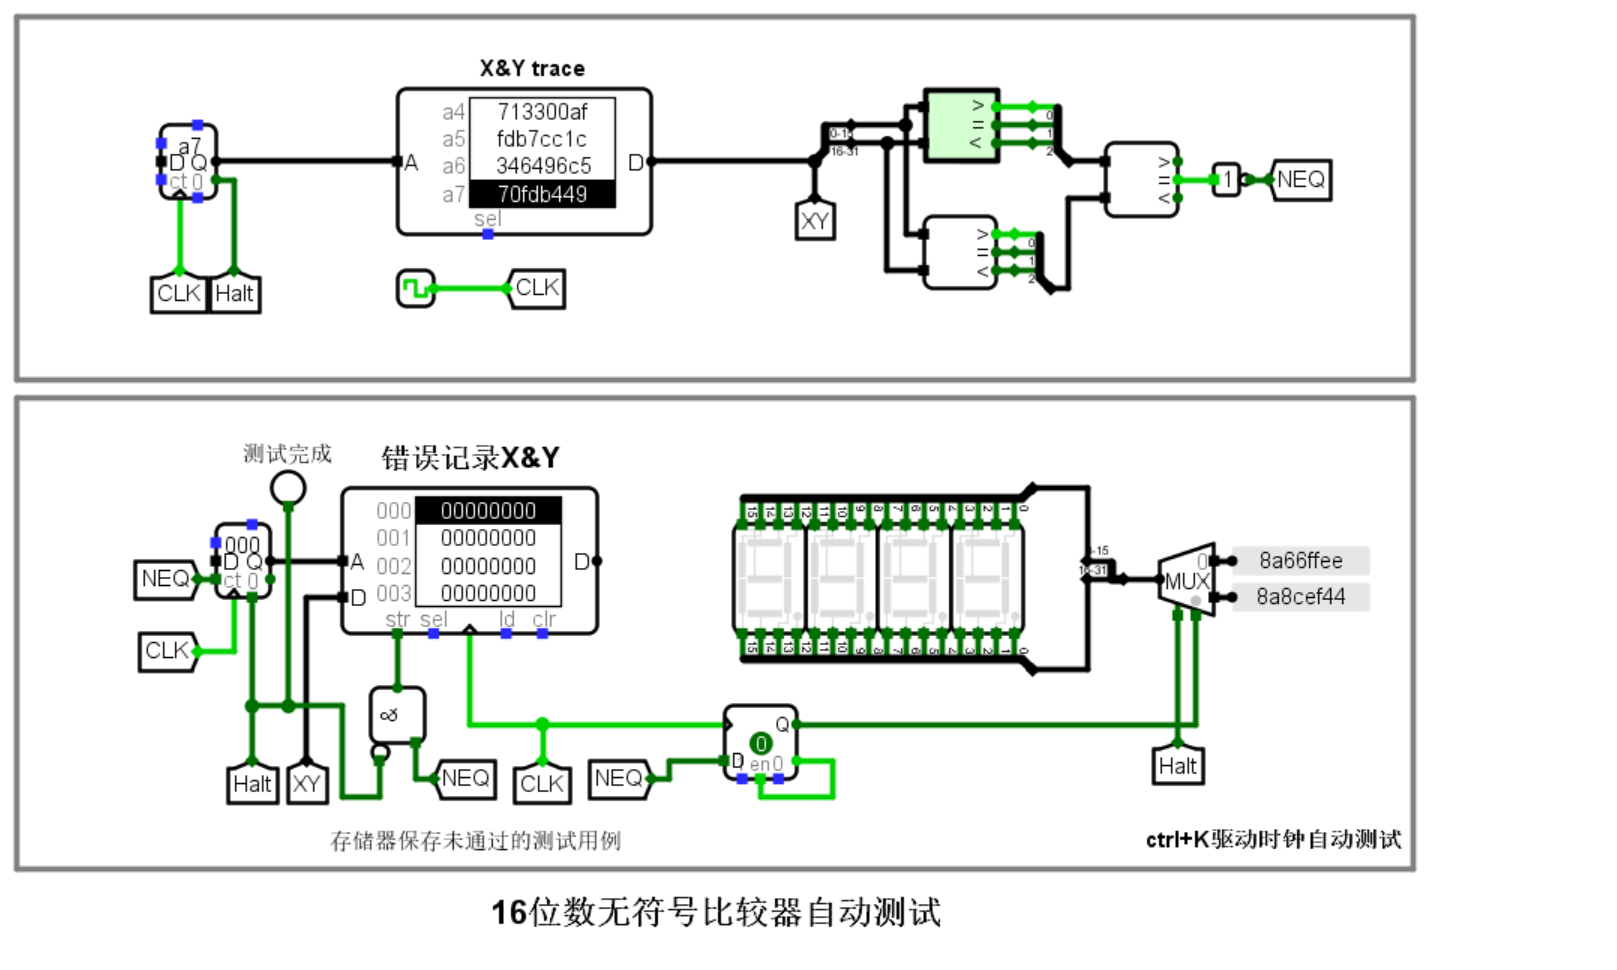 X&Y trace
a4 713300af
a5 fdb7cc1c
a6 346496c5
a7 70fdb449
sel
A
D
a7
D Q
ct 0
CLK
Halt
CLK
XY
0-15
16-31
>
=
<
0
1
2
>
=
<
0
1
2
>
=
<
1
NEQ
测试完成
错误记录X&Y
000 00000000
001 00000000
002 00000000
003 00000000
A
D
D
str sel ld clr
000
D Q
ct 0
NEQ
CLK
Halt
XY
&
NEQ
CLK
NEQ
Q
0
D
en 0
15 14 13 12 11 10 9 8 7 6 5 4 3 2 1 0
15 14 13 12 11 10 9 8 7 6 5 4 3 2 1 0
-15
16-31
MUX
0
8a66ffee
8a8cef44
Halt
存储器保存未通过的测试用例
ctrl+K驱动时钟自动测试
16位数无符号比较器自动测试